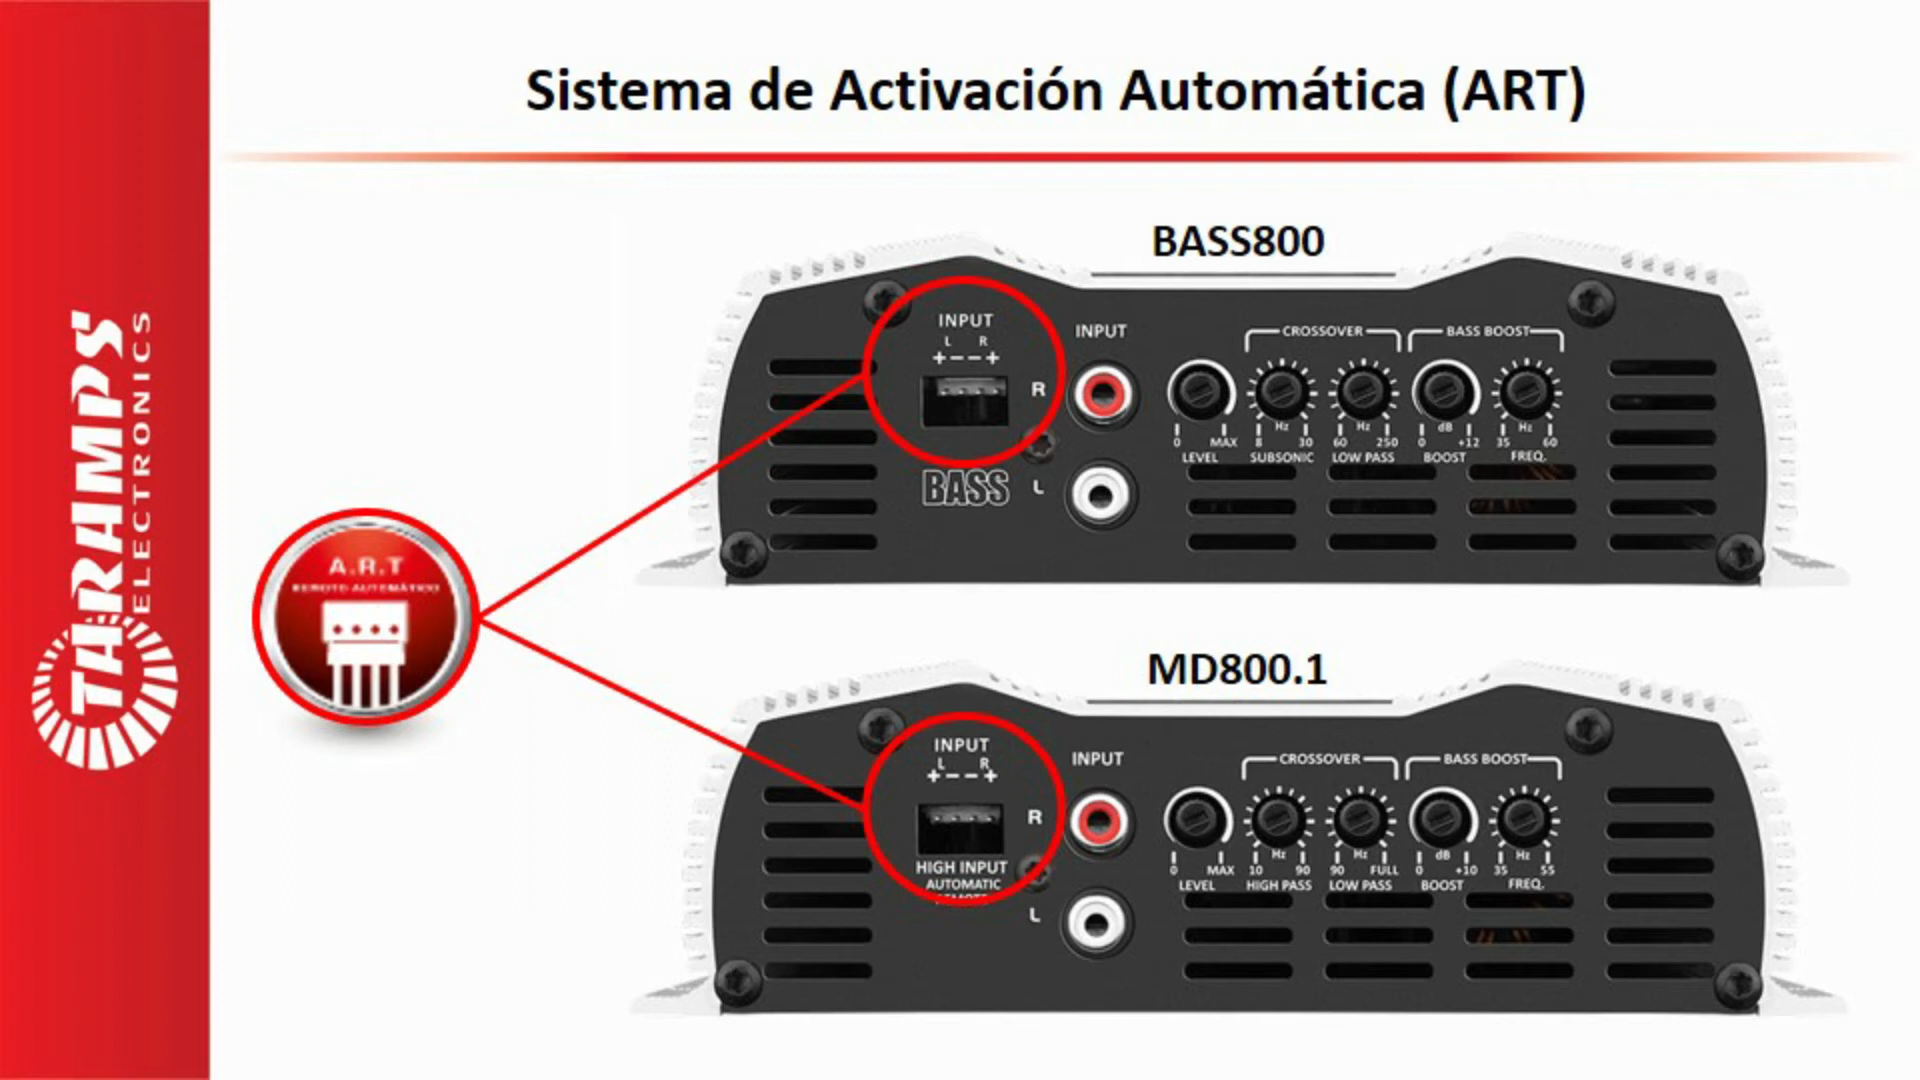 Sistema de Activación Automática (ART)
TARAMPS
ELECTRONICS
A.R.T
REMOTO AUTOMÁTICO
BASS800
INPUT
L R
+ - - +
BASS
INPUT
R
L
CROSSOVER
BASS BOOST
0 MAX
LEVEL
Hz
8 30
SUBSONIC
Hz
60 250
LOW PASS
dB
0 +12
BOOST
Hz
35 60
FREQ.
MD800.1
INPUT
L R
+ - - +
HIGH INPUT
AUTOMATIC
REMOTE
INPUT
R
L
CROSSOVER
BASS BOOST
0 MAX
LEVEL
Hz
10 90
HIGH PASS
Hz
90 FULL
LOW PASS
dB
0 +10
BOOST
Hz
35 55
FREQ.